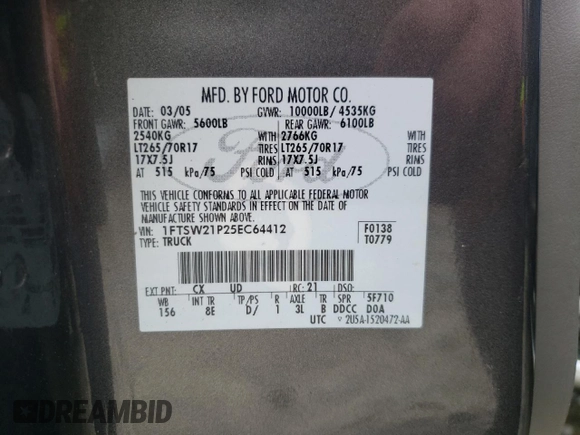 MFD. BY FORD MOTOR CO.
DATE: 03/05 GVWR: 10000LB/ 4535KG
FRONT GAWR: 5600LB REAR GAWR: 6100LB
2540KG WITH 2766KG WITH
LT265/70R17 TIRES LT265/70R17 TIRES
17X7.5J RIMS 17X7.5J RIMS
AT 515 kPa/75 PSI COLD AT 515 kPa/75 PSI COLD
THIS VEHICLE CONFORMS TO ALL APPLICABLE FEDERAL MOTOR
VEHICLE SAFETY STANDARDS IN EFFECT ON THE DATE OF
MANUFACTURE SHOWN ABOVE.
VIN: 1FTSW21P25EC64412 F0138
TYPE: TRUCK T0779
EXT PNT: CX UD RC: 21 DSO:
WB INT TR TP/PS R AXLE TR SPR 5F710
156 8E D/ 1 3L B DDCC DOA
UTC 2U5A-1520472-AA
Ford
DREAMBID